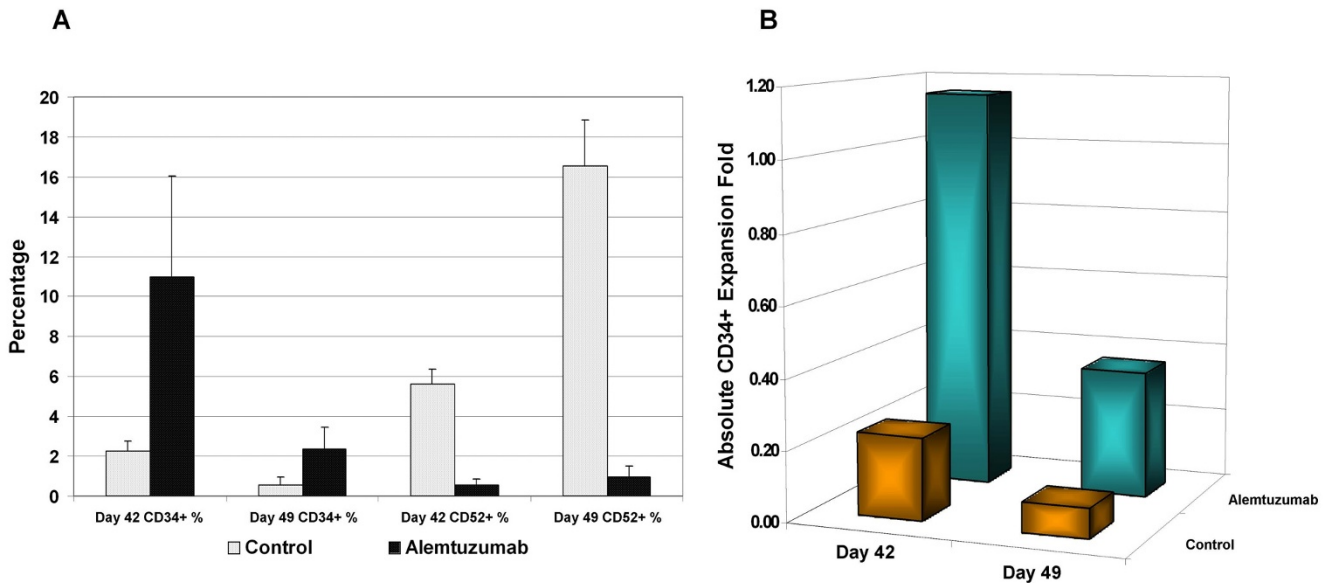 A
20
18
16
14
12
10
8
6
4
2
0
Percentage
Day 42 CD34+ %
Day 49 CD34+ %
Day 42 CD52+ %
Day 49 CD52+ %
Control
Alemtuzumab
B
1.20
1.00
0.80
0.60
0.40
0.20
0.00
Absolute CD34+ Expansion Fold
Day 42
Day 49
Alemtuzumab
Control